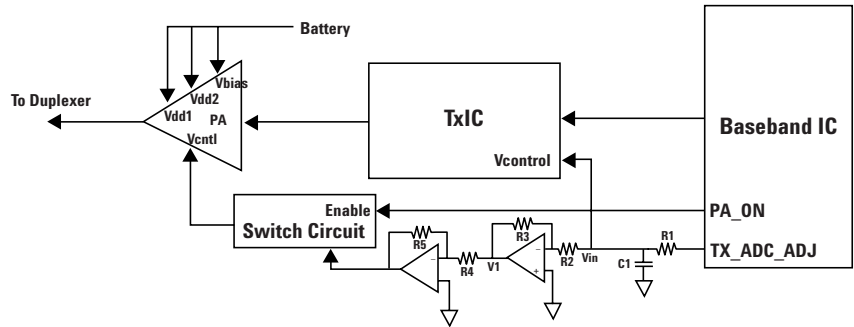 Battery
Vbias
Vdd2
To Duplexer
Vdd1
PA
TxIC
Baseband IC
Vcntl
Vcontrol
Enable
PA_ON
Switch Circuit
R5
R3
R1
TX_ADC_ADJ
R4
V1
R2
Vin
C1
-
-
+
+